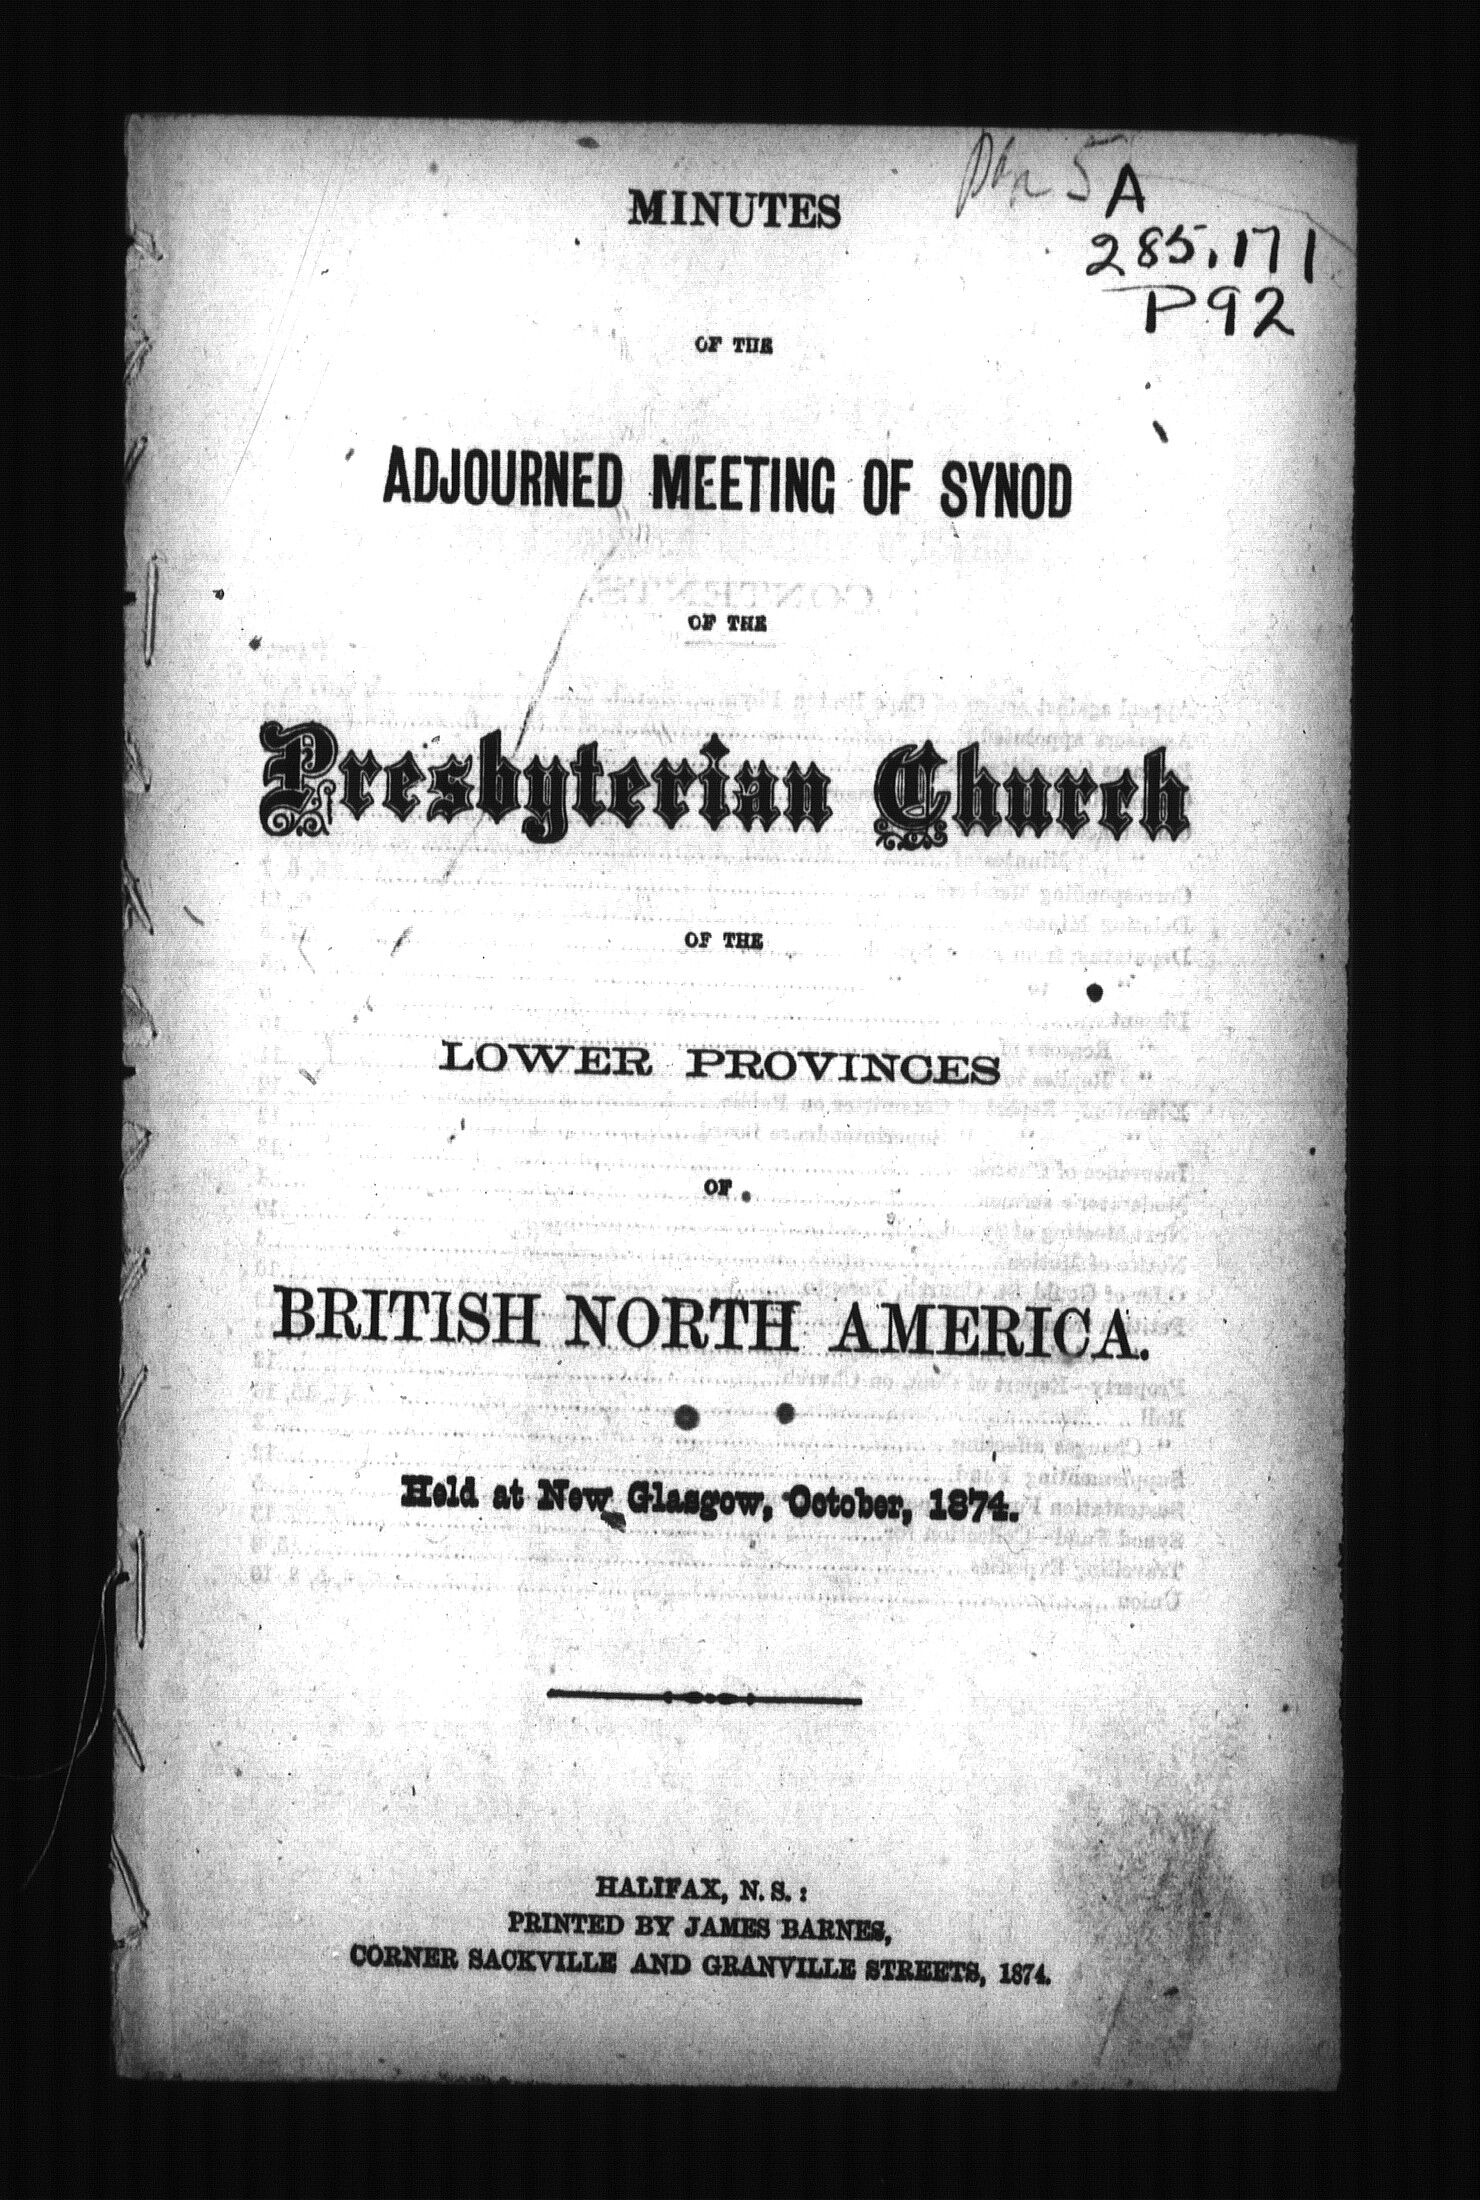 A
285.171
P92
MINUTES
OF THE
ADJOURNED MEETING OF SYNOD
OF THE
Presbyterian Church
OF THE
LOWER PROVINCES
OF
BRITISH NORTH AMERICA.
Held at New Glasgow, October, 1874.
HALIFAX, N. S. :
PRINTED BY JAMES BARNES,
CORNER SACKVILLE AND GRANVILLE STREETS, 1874.